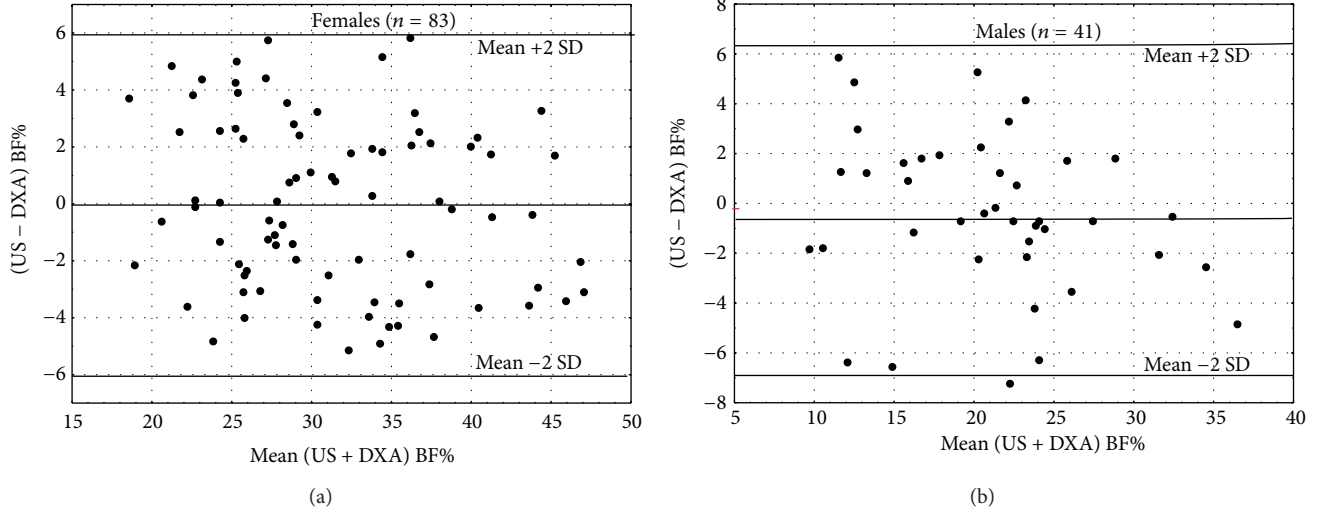 Females (n = 83)
Mean +2 SD
Mean −2 SD
(US − DXA) BF%
6
4
2
0
−2
−4
−6
15 20 25 30 35 40 45 50
Mean (US + DXA) BF%
(a)
Males (n = 41)
Mean +2 SD
Mean −2 SD
(US − DXA) BF%
8
6
4
2
0
−2
−4
−6
−8
5 10 15 20 25 30 35 40
Mean (US + DXA) BF%
(b)